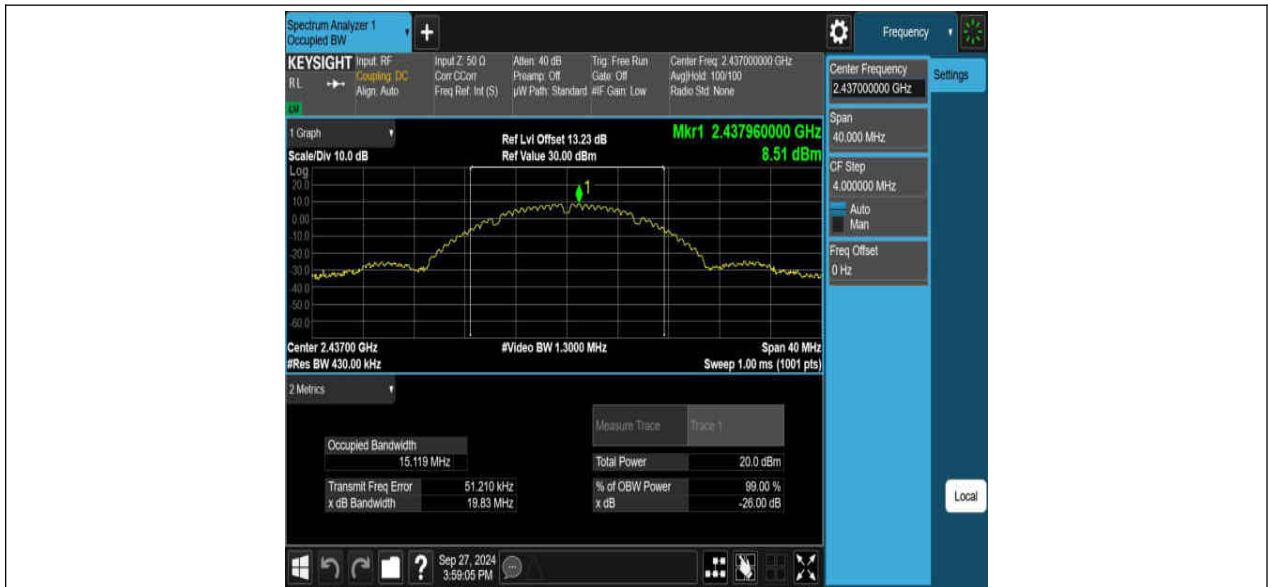 Spectrum Analyzer 1
Occupied BW
+
Frequency
KEYSIGHT
RL
Input: RF
Coupling: DC
Align: Auto
Input Z: 50 Ω
Corr CCorr
Freq Ref: Int (S)
Atten: 40 dB
Preamp: Off
µW Path: Standard
Trig: Free Run
Gate: Off
#IF Gain: Low
Center Freq: 2.437000000 GHz
Avg|Hold: 100/100
Radio Std: None
1 Graph
Scale/Div 10.0 dB
Ref Lvl Offset 13.23 dB
Ref Value 30.00 dBm
Mkr1 2.437960000 GHz
8.51 dBm
Log
20.0
10.0
0.00
-10.0
-20.0
-30.0
-40.0
-50.0
-60.0
1
Center 2.43700 GHz
#Res BW 430.00 kHz
#Video BW 1.3000 MHz
Span 40 MHz
Sweep 1.00 ms (1001 pts)
2 Metrics
Measure Trace Trace 1
Occupied Bandwidth
15.119 MHz
Total Power 20.0 dBm
Transmit Freq Error 51.210 kHz
% of OBW Power 99.00 %
x dB Bandwidth 19.83 MHz
x dB -26.00 dB
Center Frequency
2.437000000 GHz
Settings
Span
40.000 MHz
CF Step
4.000000 MHz
Auto
Man
Freq Offset
0 Hz
Local
?
Sep 27, 2024
3:59:05 PM